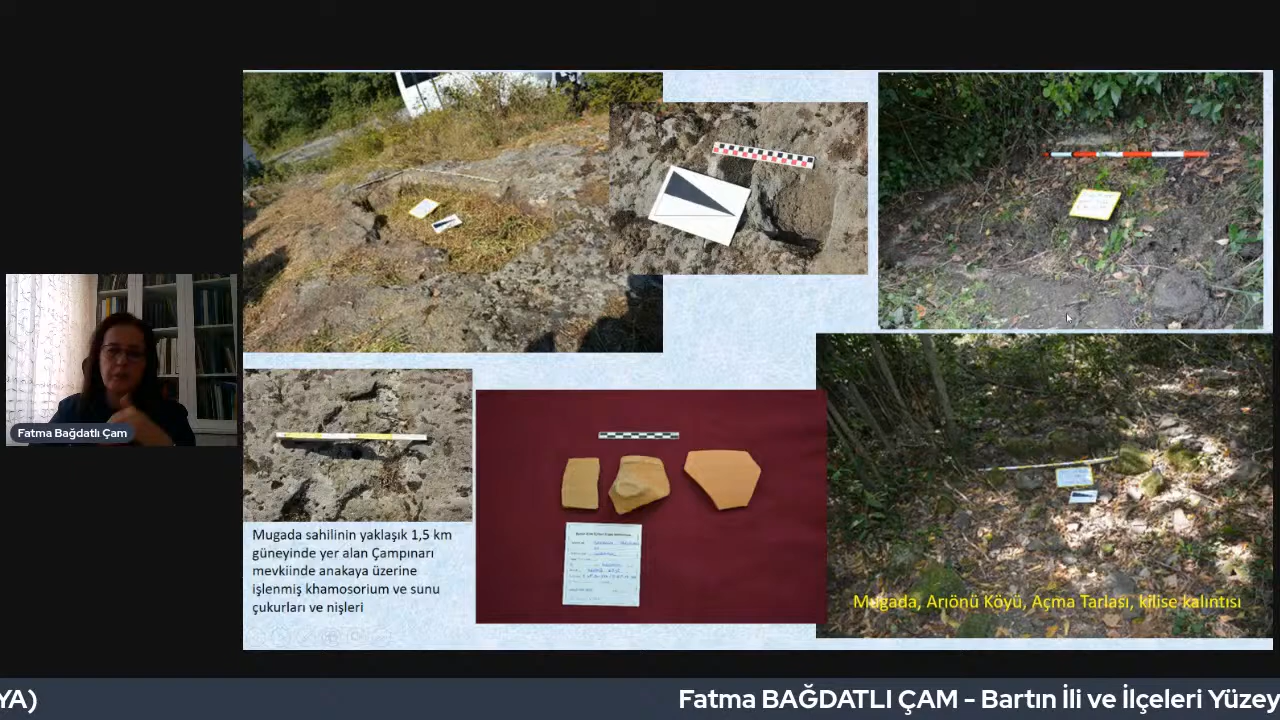 Fatma Bağdatlı Çam
Mugada sahilinin yaklaşık 1,5 km
güneyinde yer alan Çampınarı
mevkiinde anakaya üzerine
işlenmiş khamosorium ve sunu
çukurları ve nişleri
Mugada, Arıönü Köyü, Açma Tarlası, kilise kalıntısı
YA)
Fatma BAĞDATLI ÇAM - Bartın İli ve İlçeleri Yüzey